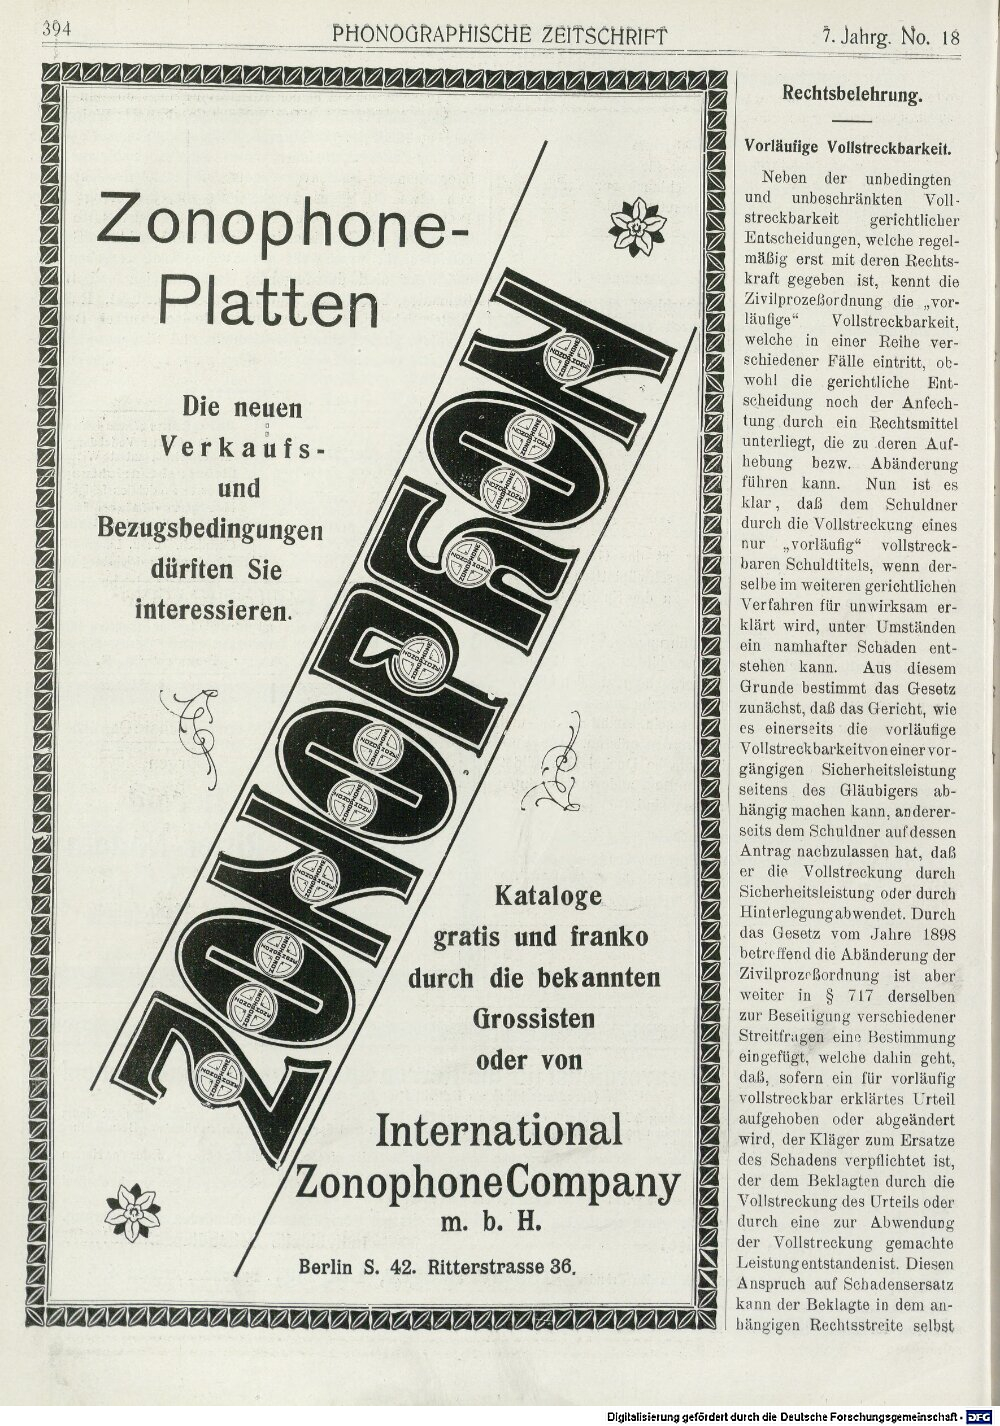 394
PHONOGRAPHISCHE ZEITSCHRIFT
7. Jahrg. No. 18
Zonophone-
Platten
Die neuen
Verkaufs-
und
Bezugsbedingungen
dürften Sie
interessieren.
ZONOPHON
Kataloge
gratis und franko
durch die bekannten
Grossisten
oder von
International
Zonophone Company
m. b. H.
Berlin S. 42. Ritterstrasse 36.
Rechtsbelehrung.
Vorläufige Vollstreckbarkeit.
Neben der unbedingten
und unbeschränkten Voll-
streckbarkeit gerichtlicher
Entscheidungen, welche regel-
mäßig erst mit deren Rechts-
kraft gegeben ist, kennt die
Zivilprozeßordnung die „vor-
läufige“ Vollstreckbarkeit,
welche in einer Reihe ver-
schiedener Fälle eintritt, ob-
wohl die gerichtliche Ent-
scheidung noch der Anfech-
tung durch ein Rechtsmittel
unterliegt, die zu deren Auf-
hebung bezw. Abänderung
führen kann. Nun ist es
klar, daß dem Schuldner
durch die Vollstreckung eines
nur „vorläufig“ vollstreck-
baren Schuldtitels, wenn der-
selbe im weiteren gerichtlichen
Verfahren für unwirksam er-
klärt wird, unter Umständen
ein namhafter Schaden ent-
stehen kann. Aus diesem
Grunde bestimmt das Gesetz
zunächst, daß das Gericht, wie
es einerseits die vorläufige
Vollstreckbarkeit von einer vor-
gängigen Sicherheitsleistung
seitens des Gläubigers ab-
hängig machen kann, anderer-
seits dem Schuldner auf dessen
Antrag nachzulassen hat, daß
er die Vollstreckung durch
Sicherheitsleistung oder durch
Hinterlegung abwendet. Durch
das Gesetz vom Jahre 1898
betreffend die Abänderung der
Zivilprozeßordnung ist aber
weiter in § 717 derselben
zur Beseitigung verschiedener
Streitfragen eine Bestimmung
eingefügt, welche dahin geht,
daß, sofern ein für vorläufig
vollstreckbar erklärtes Urteil
aufgehoben oder abgeändert
wird, der Kläger zum Ersatze
des Schadens verpflichtet ist,
der dem Beklagten durch die
Vollstreckung des Urteils oder
durch eine zur Abwendung
der Vollstreckung gemachte
Leistung entstanden ist. Diesen
Anspruch auf Schadensersatz
kann der Beklagte in dem an-
hängigen Rechtsstreite selbst
Digitalisierung gefördert durch die Deutsche Forschungsgemeinschaft - DFG